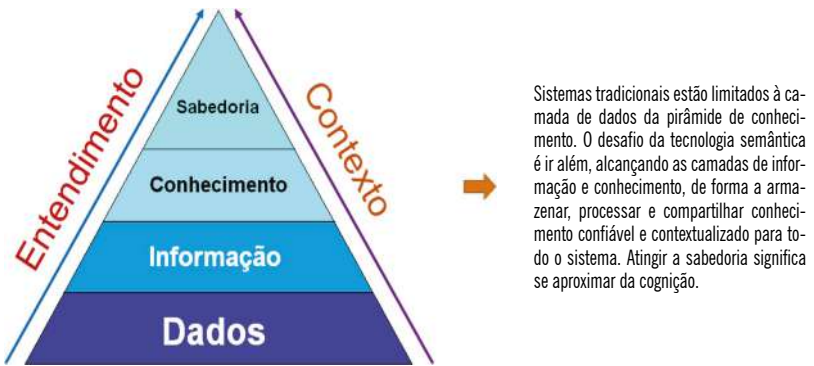 Entendimento
Contexto
Sabedoria
Conhecimento
Informação
Dados
Sistemas tradicionais estão limitados à ca-
mada de dados da pirâmide de conheci-
mento. O desafio da tecnologia semântica
é ir além, alcançando as camadas de infor-
mação e conhecimento, de forma a arma-
zenar, processar e compartilhar conheci-
mento confiável e contextualizado para to-
do o sistema. Atingir a sabedoria significa
se aproximar da cognição.